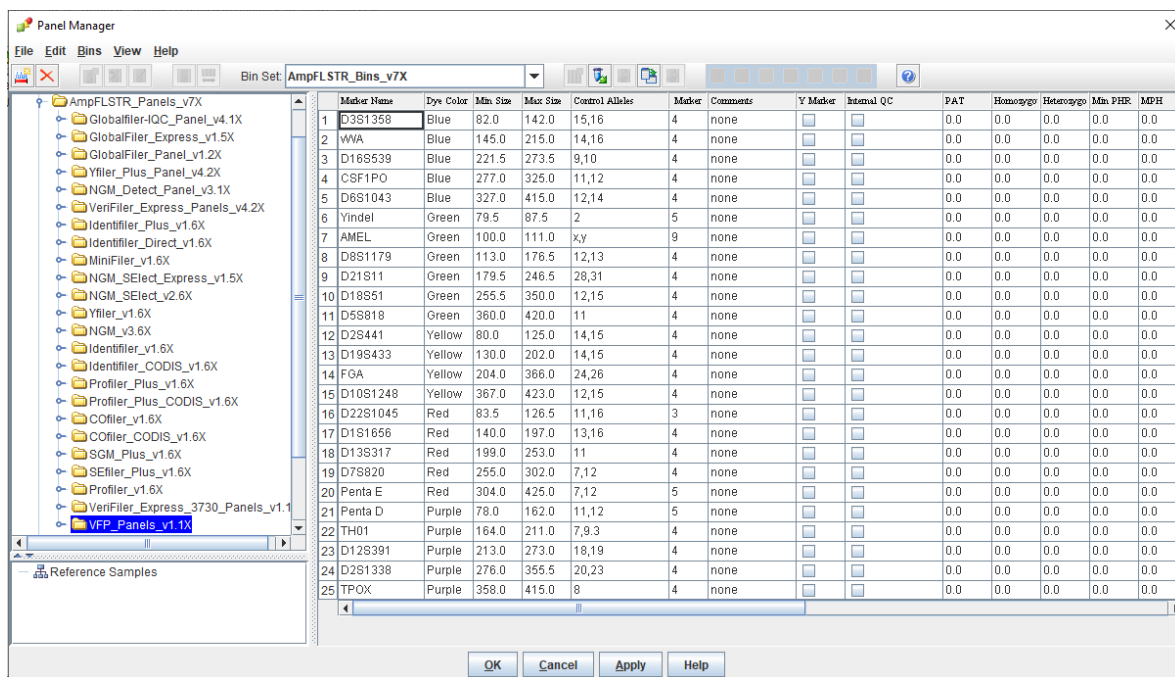 Panel Manager
File Edit Bins View Help
Bin Set: AmpFLSTR_Bins_v7X
AmpFLSTR_Panels_v7X
Globalfiler-IQC_Panel_v4.1X
GlobalFiler_Express_v1.5X
GlobalFiler_Panel_v1.2X
Yfiler_Plus_Panel_v4.2X
NGM_Detect_Panel_v3.1X
VeriFiler_Express_Panels_v4.2X
Identifiler_Plus_v1.6X
Identifiler_Direct_v1.6X
MiniFiler_v1.6X
NGM_SElect_Express_v1.5X
NGM_SElect_v2.6X
Yfiler_v1.6X
NGM_v3.6X
Identifiler_v1.6X
Identifiler_CODIS_v1.6X
Profiler_Plus_v1.6X
Profiler_Plus_CODIS_v1.6X
COfiler_v1.6X
COfiler_CODIS_v1.6X
SGM_Plus_v1.6X
SEfiler_Plus_v1.6X
Profiler_v1.6X
VeriFiler_Express_3730_Panels_v1.1
VFP_Panels_v1.1X
Reference Samples
Marker Name Dye Color Min Size Max Size Control Alleles Marker Comments Y Marker Internal QC PAT Homozygo Heterozygo Min PHR MPH
1 D3S1358 Blue 82.0 142.0 15,16 4 none 0.0 0.0 0.0 0.0 0.0
2 vWA Blue 145.0 215.0 14,16 4 none 0.0 0.0 0.0 0.0 0.0
3 D16S539 Blue 221.5 273.5 9,10 4 none 0.0 0.0 0.0 0.0 0.0
4 CSF1PO Blue 277.0 325.0 11,12 4 none 0.0 0.0 0.0 0.0 0.0
5 D6S1043 Blue 327.0 415.0 12,14 4 none 0.0 0.0 0.0 0.0 0.0
6 Yindel Green 79.5 87.5 2 5 none 0.0 0.0 0.0 0.0 0.0
7 AMEL Green 100.0 111.0 x,y 9 none 0.0 0.0 0.0 0.0 0.0
8 D8S1179 Green 113.0 176.5 12,13 4 none 0.0 0.0 0.0 0.0 0.0
9 D21S11 Green 179.5 246.5 28,31 4 none 0.0 0.0 0.0 0.0 0.0
10 D18S51 Green 255.5 350.0 12,15 4 none 0.0 0.0 0.0 0.0 0.0
11 D5S818 Green 360.0 420.0 11 4 none 0.0 0.0 0.0 0.0 0.0
12 D2S441 Yellow 80.0 125.0 14,15 4 none 0.0 0.0 0.0 0.0 0.0
13 D19S433 Yellow 130.0 202.0 14,15 4 none 0.0 0.0 0.0 0.0 0.0
14 FGA Yellow 204.0 366.0 24,26 4 none 0.0 0.0 0.0 0.0 0.0
15 D10S1248 Yellow 367.0 423.0 12,15 4 none 0.0 0.0 0.0 0.0 0.0
16 D22S1045 Red 83.5 126.5 11,16 3 none 0.0 0.0 0.0 0.0 0.0
17 D1S1656 Red 140.0 197.0 13,16 4 none 0.0 0.0 0.0 0.0 0.0
18 D13S317 Red 199.0 253.0 11 4 none 0.0 0.0 0.0 0.0 0.0
19 D7S820 Red 255.0 302.0 7,12 4 none 0.0 0.0 0.0 0.0 0.0
20 Penta E Red 304.0 425.0 7,12 5 none 0.0 0.0 0.0 0.0 0.0
21 Penta D Purple 78.0 162.0 11,12 5 none 0.0 0.0 0.0 0.0 0.0
22 TH01 Purple 164.0 211.0 7,9.3 4 none 0.0 0.0 0.0 0.0 0.0
23 D12S391 Purple 213.0 273.0 18,19 4 none 0.0 0.0 0.0 0.0 0.0
24 D2S1338 Purple 276.0 355.5 20,23 4 none 0.0 0.0 0.0 0.0 0.0
25 TPOX Purple 358.0 415.0 8 4 none 0.0 0.0 0.0 0.0 0.0
OK Cancel Apply Help